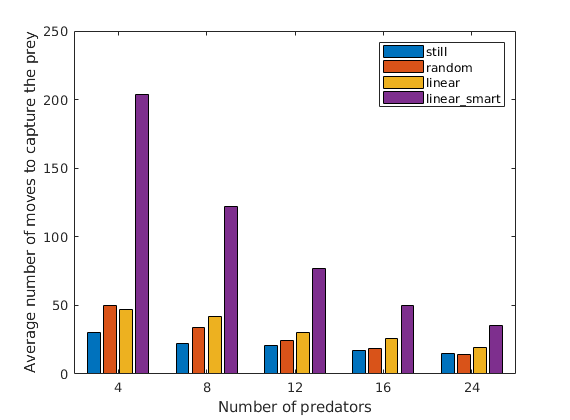 250
200
150
100
50
0
Average number of moves to capture the prey
still
random
linear
linear_smart
4 8 12 16 24
Number of predators